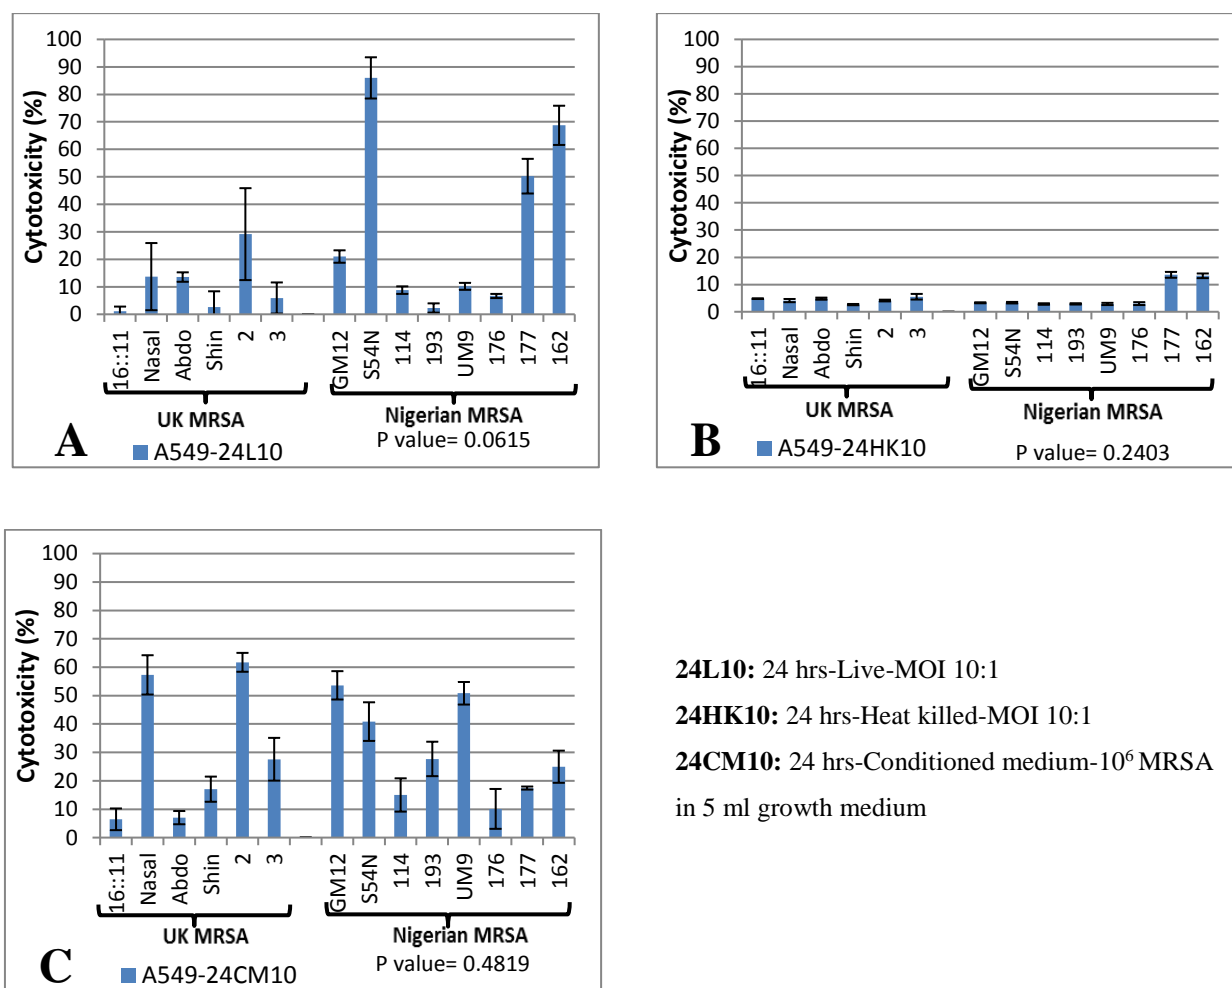 100
90
80
70
60
50
40
30
20
10
0
Cytotoxicity (%)
16::11
Nasal
Abdo
Shin
2
3
GM12
S54N
114
193
UM9
176
177
162
UK MRSA
Nigerian MRSA
P value= 0.0615
A
A549-24L10
100
90
80
70
60
50
40
30
20
10
0
Cytotoxicity (%)
16::11
Nasal
Abdo
Shin
2
3
GM12
S54N
114
193
UM9
176
177
162
UK MRSA
Nigerian MRSA
P value= 0.2403
B
A549-24HK10
100
90
80
70
60
50
40
30
20
10
0
Cytotoxicity (%)
16::11
Nasal
Abdo
Shin
2
3
GM12
S54N
114
193
UM9
176
177
162
UK MRSA
Nigerian MRSA
P value= 0.4819
C
A549-24CM10
24L10: 24 hrs-Live-MOI 10:1
24HK10: 24 hrs-Heat killed-MOI 10:1
24CM10: 24 hrs-Conditioned medium-10⁶ MRSA
in 5 ml growth medium